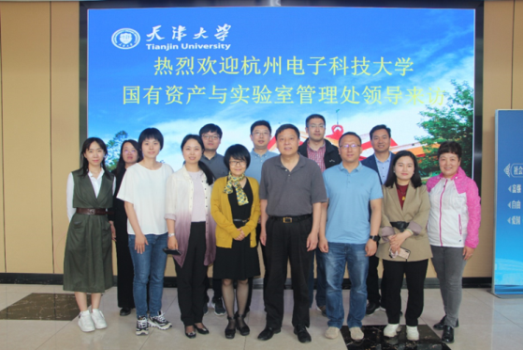 天津大学
Tianjin University
热烈欢迎杭州电子科技大学
国有资产与实验室管理处领导来访